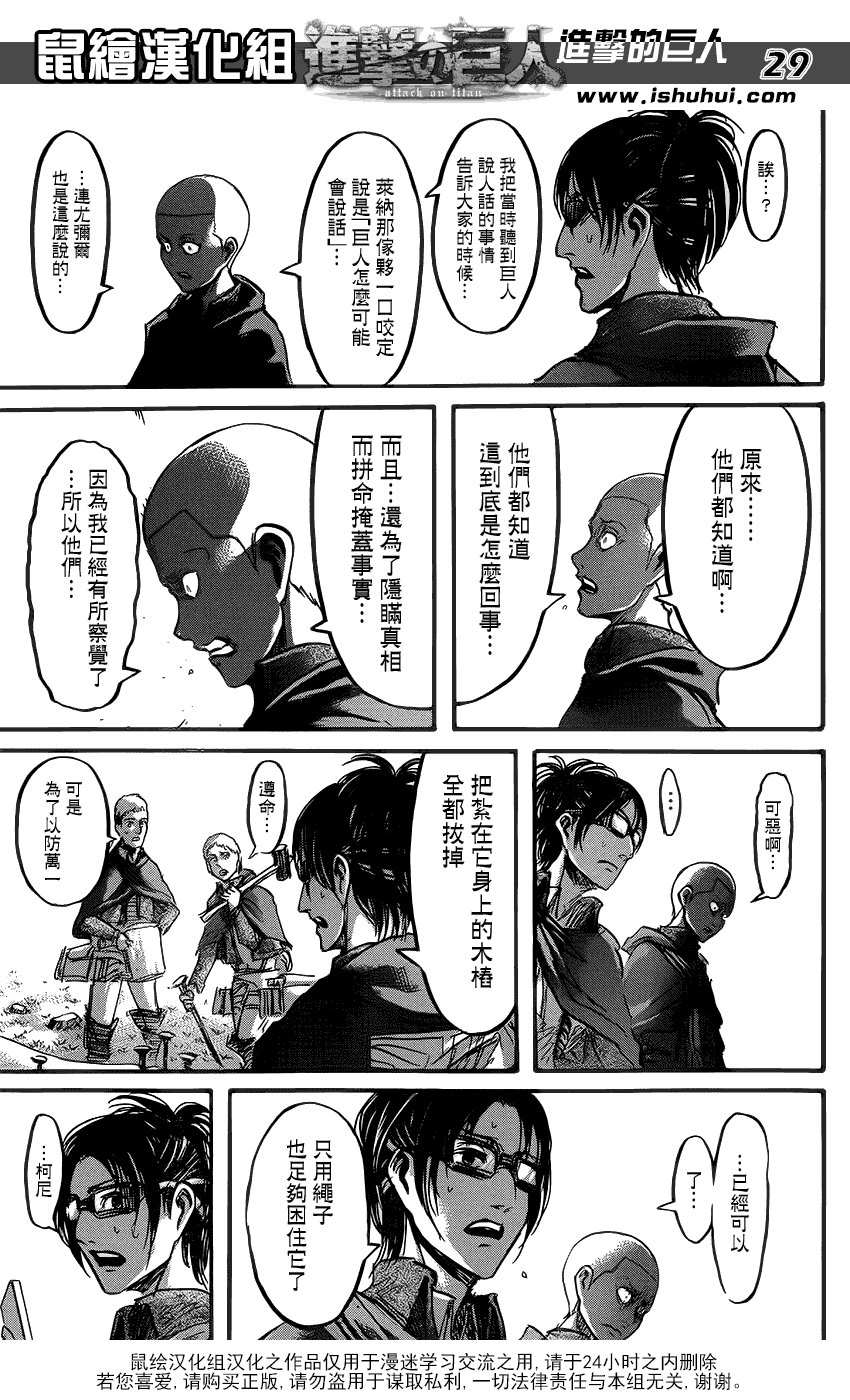 鼠繪漢化組
進擊の巨人
attack on titan
進擊的巨人
29
www.ishuhui.com
誒…?
我把當時聽到巨人
說人話的事情
告訴大家的時候…
萊納那傢夥一口咬定
說是「巨人怎麼可能
會說話」…
…連尤彌爾
也是這麼說的…
原來……
他們都知道啊…
他們都知道
這到底是怎麼回事…
而且…還為了隱瞞真相
而拼命掩蓋事實…
因為我已經有所察覺了
…所以他們…
可惡啊…
…
把紮在它身上的木樁
全都拔掉
遵命…
可是
為了以防萬一
…已經可以
了…
只用繩子
也足夠困住它了
…柯尼
鼠绘汉化组汉化之作品仅用于漫迷学习交流之用,请于24小时之内删除
若您喜爱,请购买正版,请勿盗用于谋取私利,一切法律责任与本组无关,谢谢。